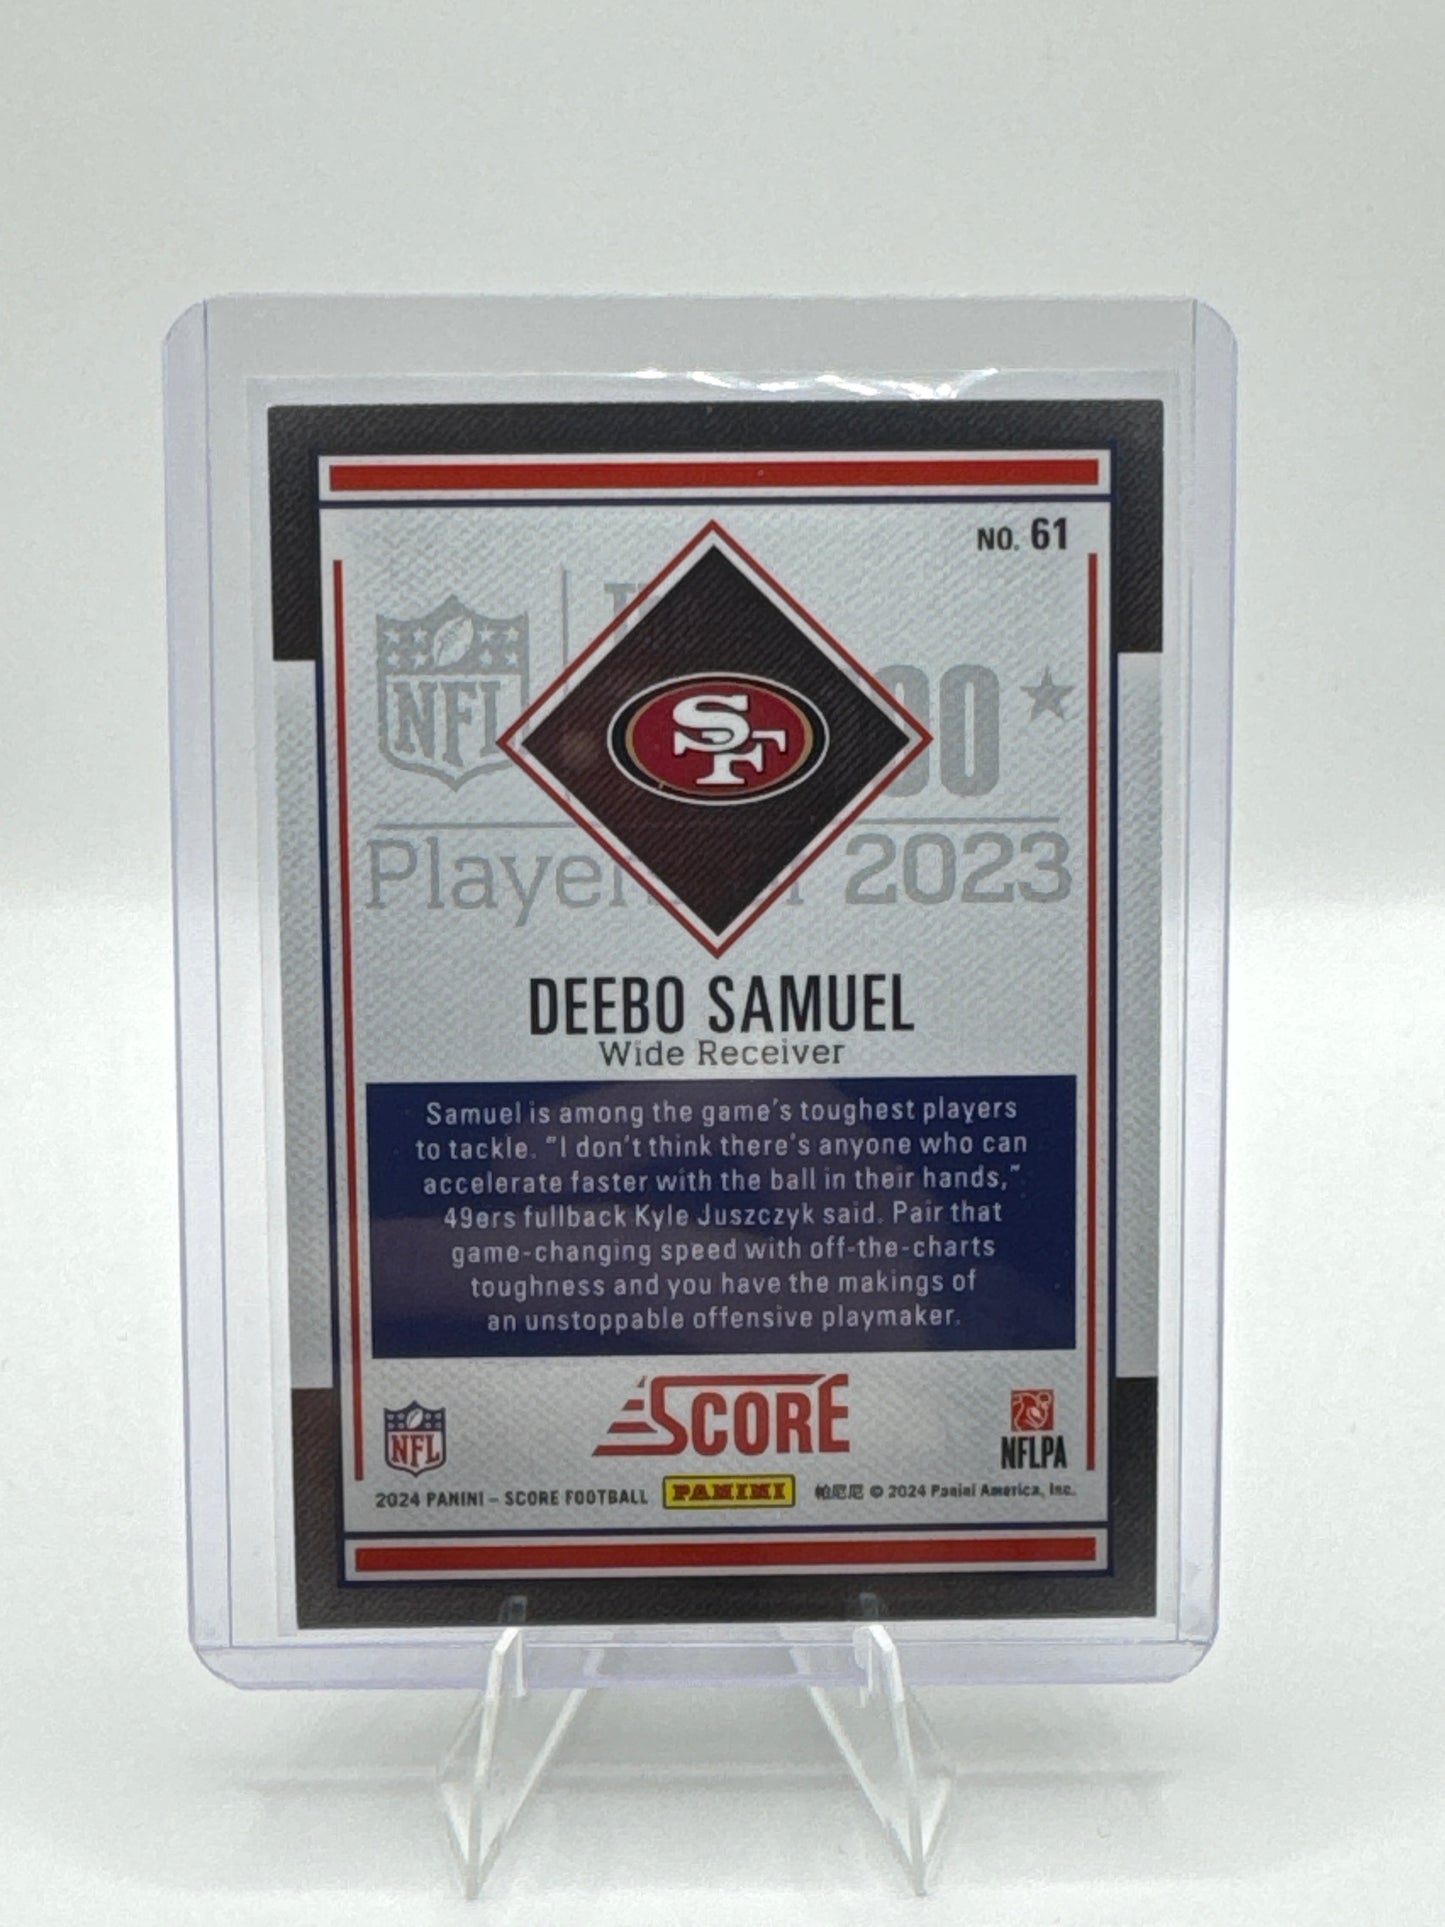 NO. 61
NFL
00
Player 2023
SF
DEEBO SAMUEL
Wide Receiver
Samuel is among the game's toughest players
to tackle. "I don't think there's anyone who can
accelerate faster with the ball in their hands,"
49ers fullback Kyle Juszczyk said. Pair that
game-changing speed with off-the-charts
toughness and you have the makings of
an unstoppable offensive playmaker.
SCORE
NFL
NFLPA
2024 PANINI – SCORE FOOTBALL PANINI 帕尼尼 © 2024 Panini America, Inc.